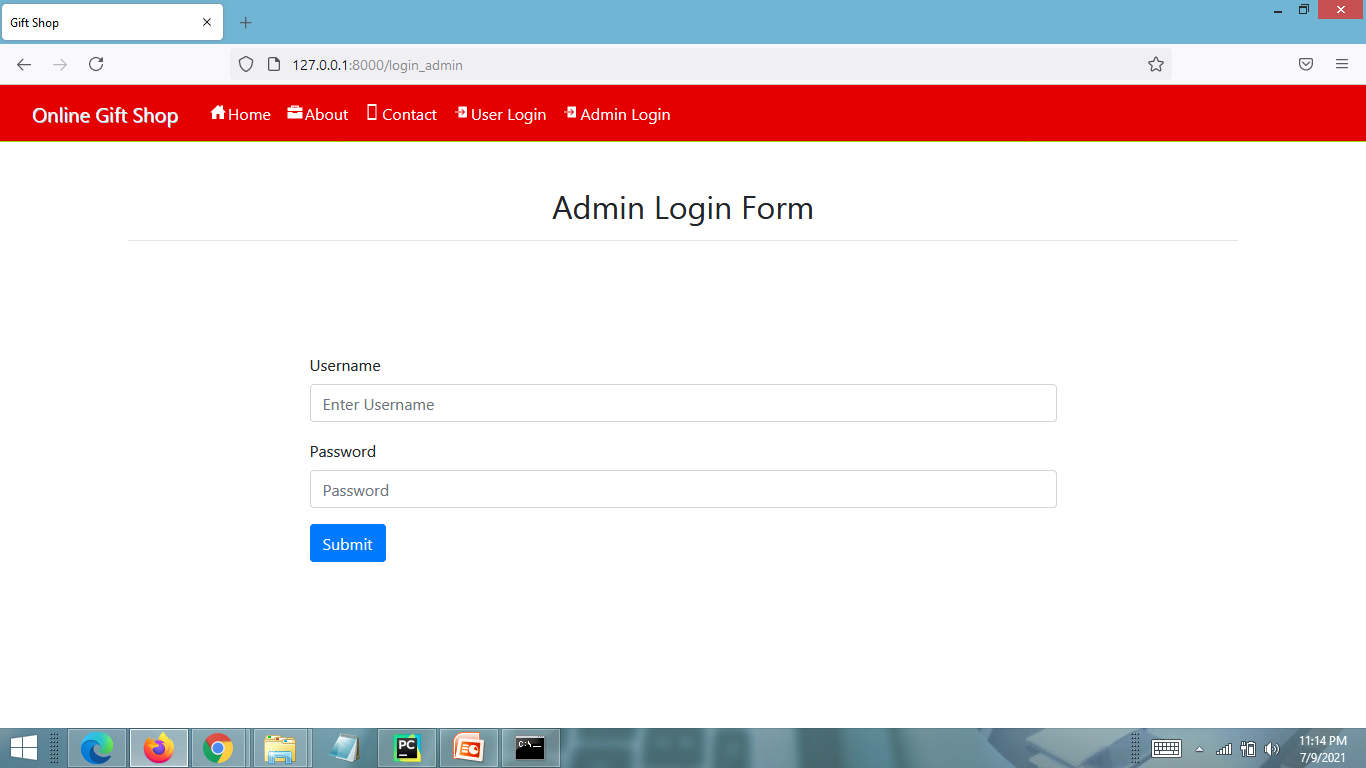 Gift Shop
127.0.0.1:8000/login_admin
Online Gift Shop Home About Contact User Login Admin Login
Admin Login Form
Username
Enter Username
Password
Password
Submit
PC
C:\_
11:14 PM
7/9/2021